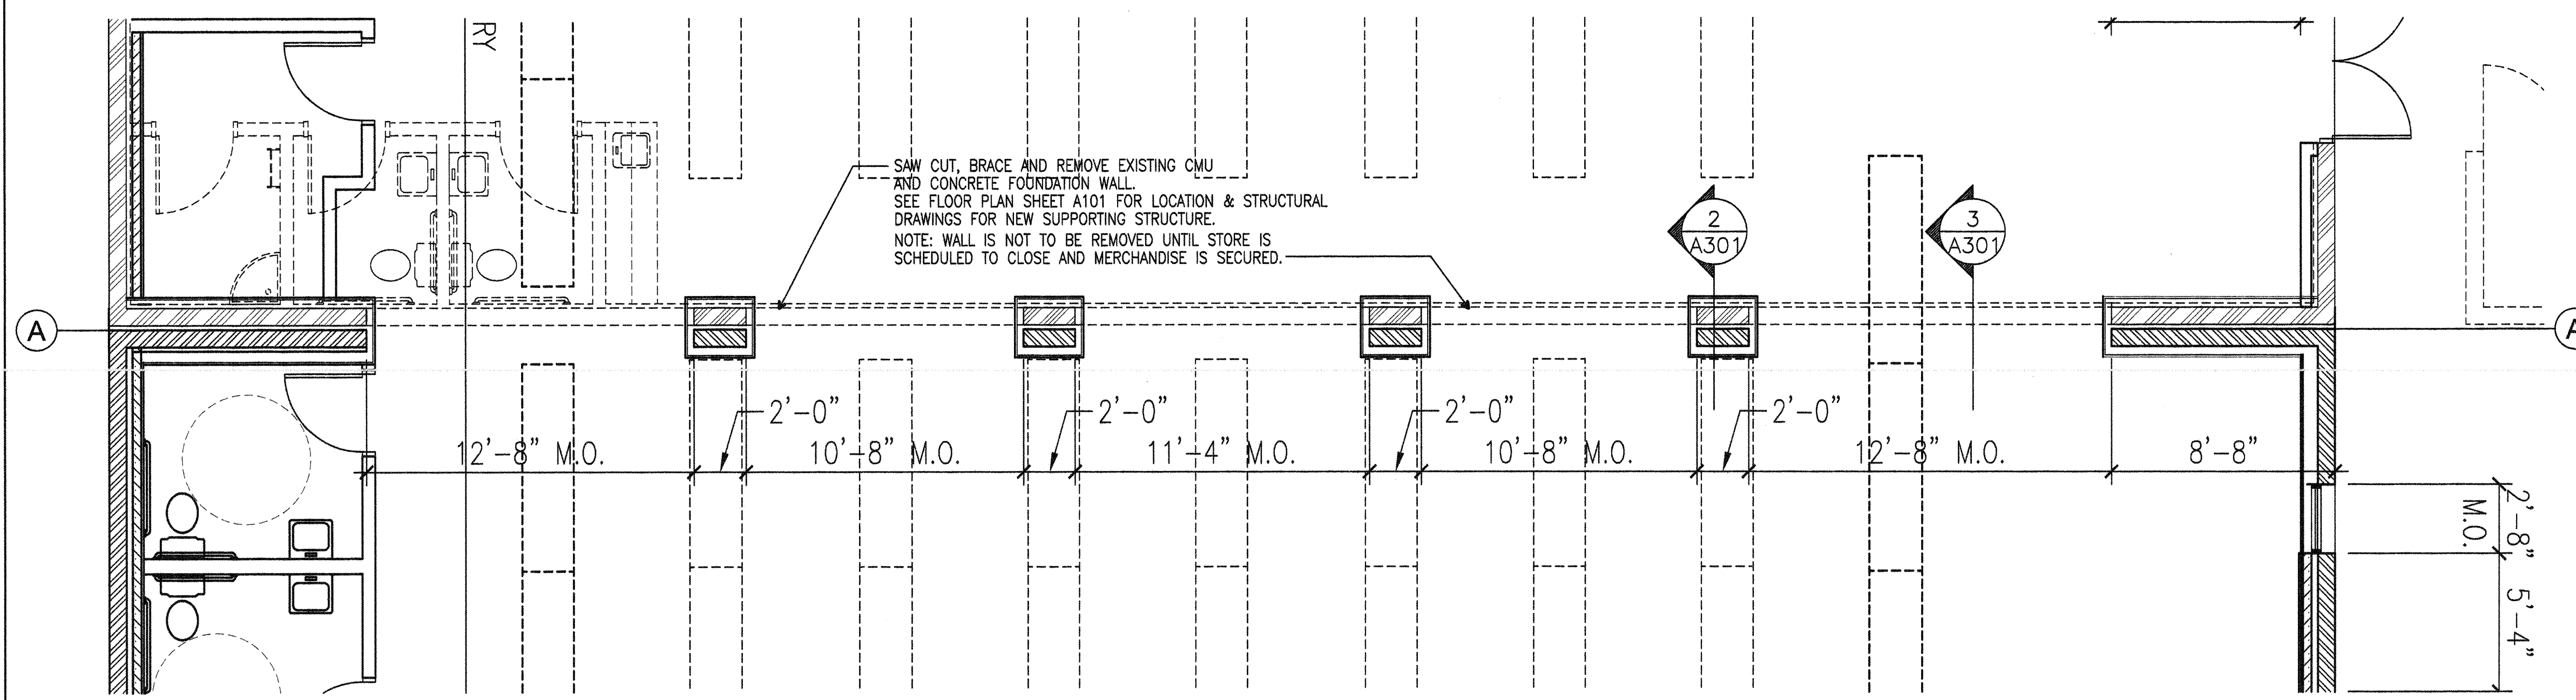 RY
SAW CUT, BRACE AND REMOVE EXISTING CMU
AND CONCRETE FOUNDATION WALL.
SEE FLOOR PLAN SHEET A101 FOR LOCATION & STRUCTURAL
DRAWINGS FOR NEW SUPPORTING STRUCTURE.
NOTE: WALL IS NOT TO BE REMOVED UNTIL STORE IS
SCHEDULED TO CLOSE AND MERCHANDISE IS SECURED.
2
A301
3
A301
A
A
2'-0"
2'-0"
2'-0"
2'-0"
12'-8" M.O.
10'-8" M.O.
11'-4" M.O.
10'-8" M.O.
12'-8" M.O.
8'-8"
2'-8"
M.O.
5'-4"